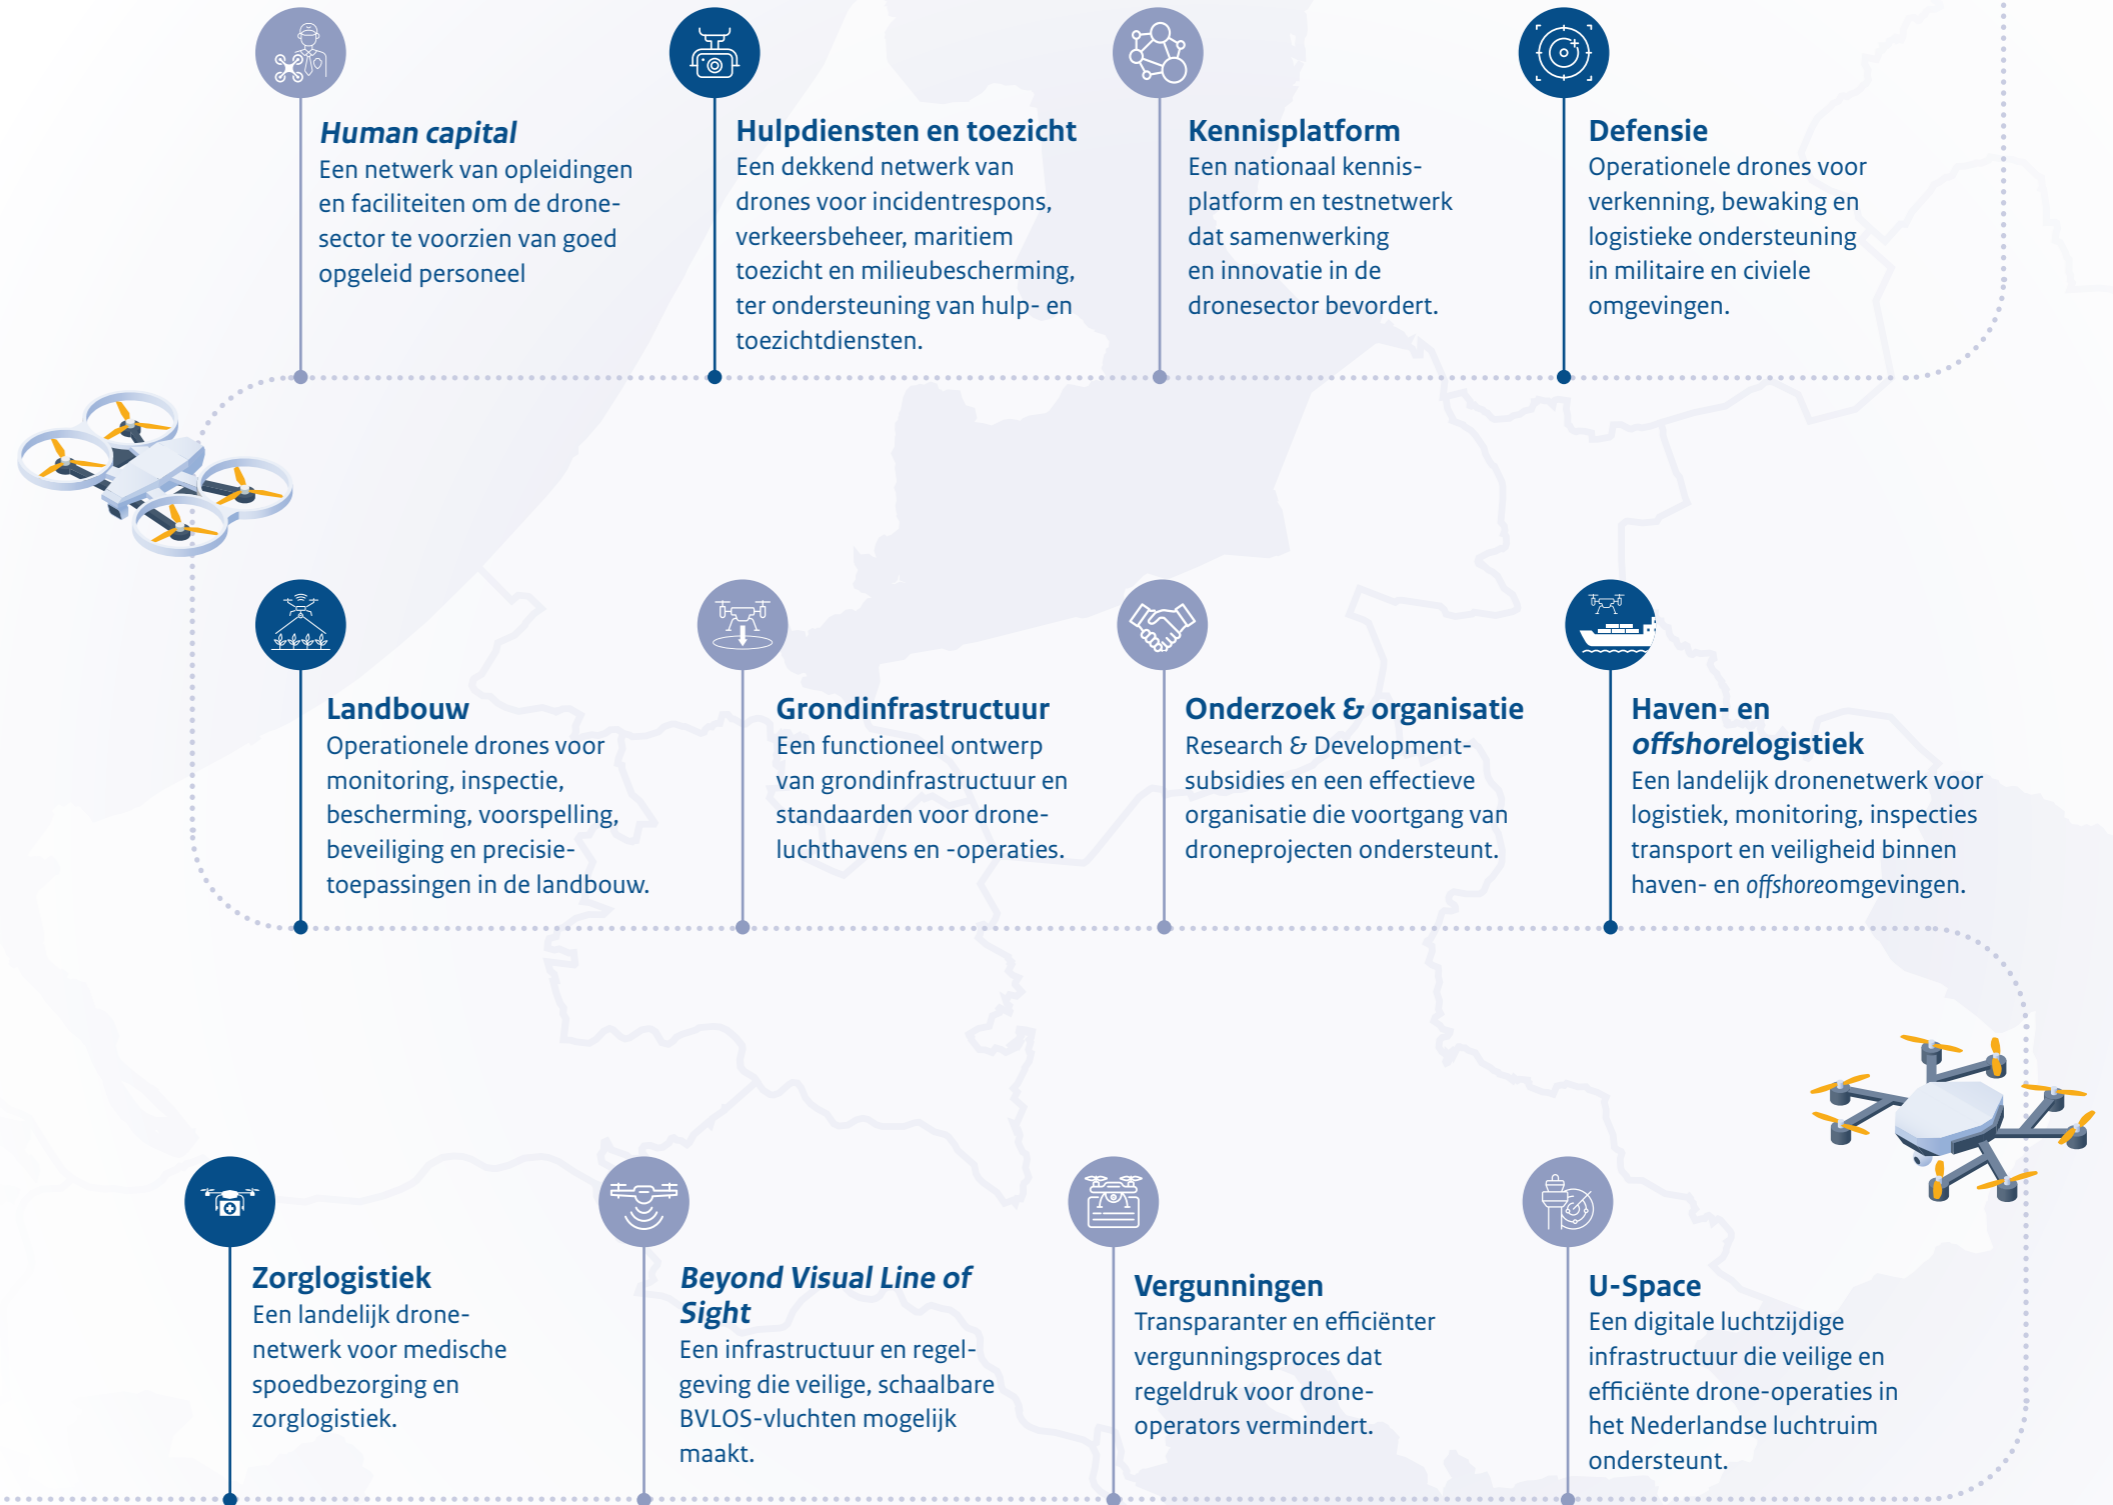 Human capital
Een netwerk van opleidingen
en faciliteiten om de drone-
sector te voorzien van goed
opgeleid personeel
Hulpdiensten en toezicht
Een dekkend netwerk van
drones voor incidentrespons,
verkeersbeheer, maritiem
toezicht en milieubescherming,
ter ondersteuning van hulp- en
toezichtdiensten.
Kennisplatform
Een nationaal kennis-
platform en testnetwerk
dat samenwerking
en innovatie in de
dronesector bevordert.
Defensie
Operationele drones voor
verkenning, bewaking en
logistieke ondersteuning
in militaire en civiele
omgevingen.
Landbouw
Operationele drones voor
monitoring, inspectie,
bescherming, voorspelling,
beveiliging en precisie-
toepassingen in de landbouw.
Grondinfrastructuur
Een functioneel ontwerp
van grondinfrastructuur en
standaarden voor drone-
luchthavens en -operaties.
Onderzoek & organisatie
Research & Development-
subsidies en een effectieve
organisatie die voortgang van
droneprojecten ondersteunt.
Haven- en
offshorelogistiek
Een landelijk dronenetwerk voor
logistiek, monitoring, inspecties
transport en veiligheid binnen
haven- en offshoreomgevingen.
Zorglogistiek
Een landelijk drone-
netwerk voor medische
spoedbezorging en
zorglogistiek.
Beyond Visual Line of
Sight
Een infrastructuur en regel-
geving die veilige, schaalbare
BVLOS-vluchten mogelijk
maakt.
Vergunningen
Transparanter en efficiënter
vergunningsproces dat
regeldruk voor drone-
operators vermindert.
U-Space
Een digitale luchtzijdige
infrastructuur die veilige en
efficiënte drone-operaties in
het Nederlandse luchtruim
ondersteunt.